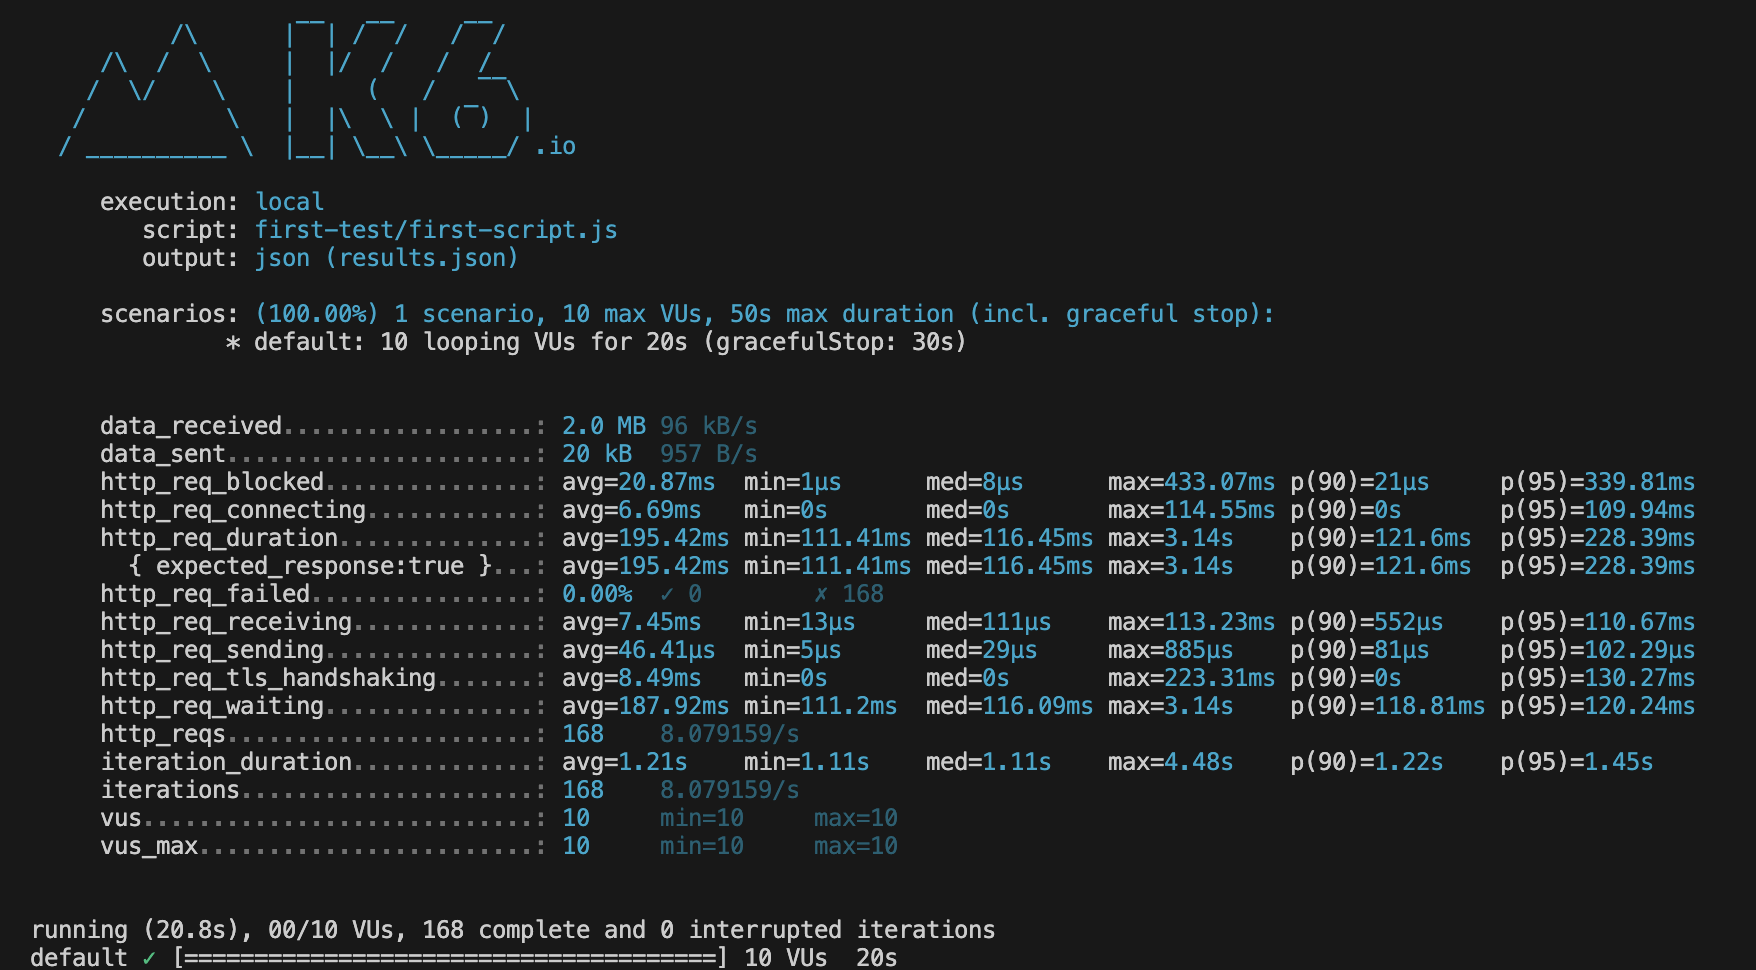 /\      |‾‾| /‾‾/   /‾‾/
     /\  /  \     |  |/  /   /  /
    /  \/    \    |     (   /   ‾‾\
   /          \   |  |\  \ |  (‾)  |
  / __________ \  |__| \__\ \_____/ .io
execution: local
script: first-test/first-script.js
output: json (results.json)
scenarios: (100.00%) 1 scenario, 10 max VUs, 50s max duration (incl. graceful stop):
* default: 10 looping VUs for 20s (gracefulStop: 30s)
data_received..................: 2.0 MB 96 kB/s
data_sent......................: 20 kB 957 B/s
http_req_blocked...............: avg=20.87ms min=1µs med=8µs max=433.07ms p(90)=21µs p(95)=339.81ms
http_req_connecting............: avg=6.69ms min=0s med=0s max=114.55ms p(90)=0s p(95)=109.94ms
http_req_duration..............: avg=195.42ms min=111.41ms med=116.45ms max=3.14s p(90)=121.6ms p(95)=228.39ms
{ expected_response:true }...: avg=195.42ms min=111.41ms med=116.45ms max=3.14s p(90)=121.6ms p(95)=228.39ms
http_req_failed................: 0.00% ✓ 0 ✗ 168
http_req_receiving.............: avg=7.45ms min=13µs med=111µs max=113.23ms p(90)=552µs p(95)=110.67ms
http_req_sending...............: avg=46.41µs min=5µs med=29µs max=885µs p(90)=81µs p(95)=102.29µs
http_req_tls_handshaking.......: avg=8.49ms min=0s med=0s max=223.31ms p(90)=0s p(95)=130.27ms
http_req_waiting...............: avg=187.92ms min=111.2ms med=116.09ms max=3.14s p(90)=118.81ms p(95)=120.24ms
http_reqs......................: 168 8.079159/s
iteration_duration.............: avg=1.21s min=1.11s med=1.11s max=4.48s p(90)=1.22s p(95)=1.45s
iterations.....................: 168 8.079159/s
vus............................: 10 min=10 max=10
vus_max........................: 10 min=10 max=10
running (20.8s), 00/10 VUs, 168 complete and 0 interrupted iterations
default ✓ [======================================] 10 VUs 20s